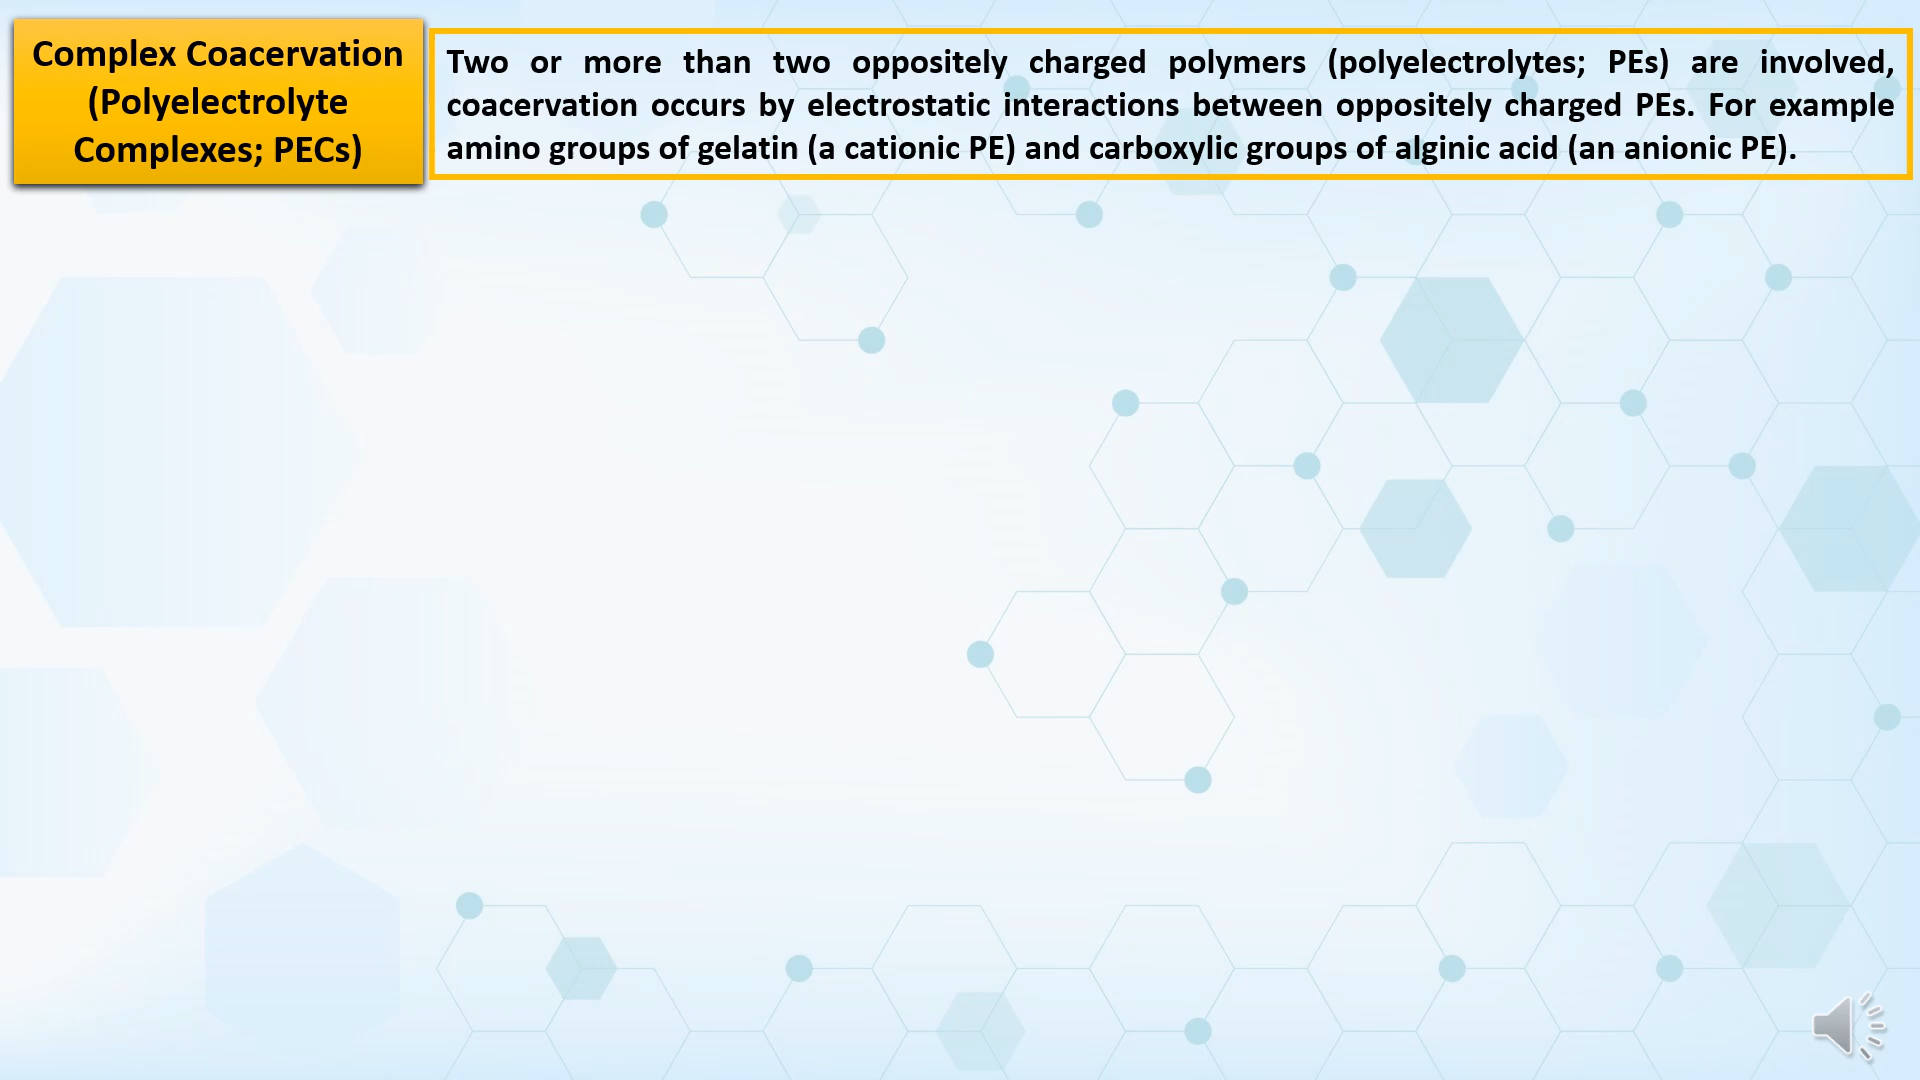 Complex Coacervation
(Polyelectrolyte
Complexes; PECs)
Two or more than two oppositely charged polymers (polyelectrolytes; PEs) are involved,
coacervation occurs by electrostatic interactions between oppositely charged PEs. For example
amino groups of gelatin (a cationic PE) and carboxylic groups of alginic acid (an anionic PE).